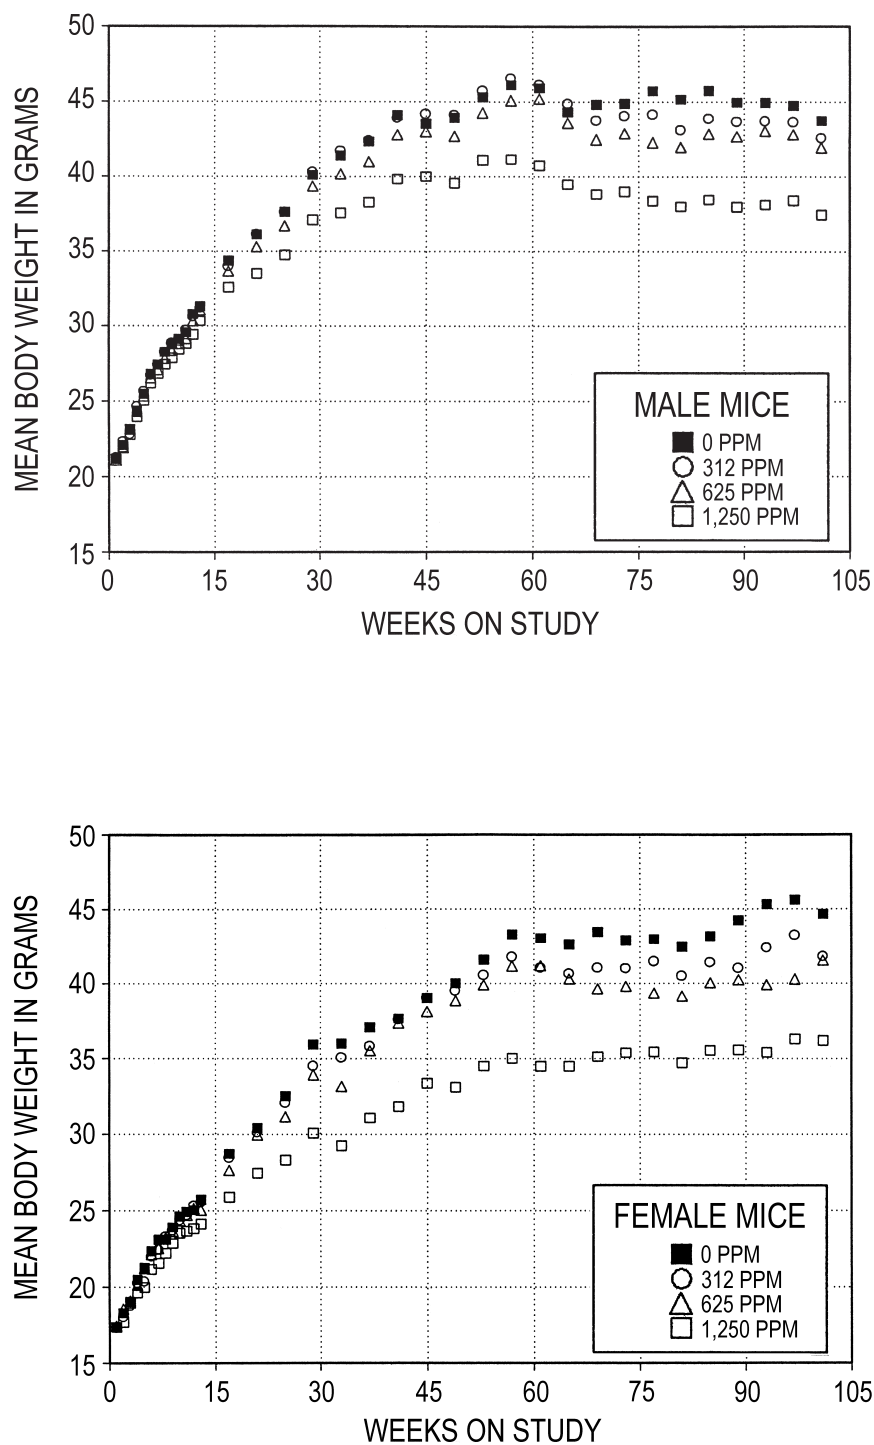 50
45
40
35
30
25
20
15
MEAN BODY WEIGHT IN GRAMS
MALE MICE
0 PPM
312 PPM
625 PPM
1,250 PPM
0 15 30 45 60 75 90 105
WEEKS ON STUDY
50
45
40
35
30
25
20
15
MEAN BODY WEIGHT IN GRAMS
FEMALE MICE
0 PPM
312 PPM
625 PPM
1,250 PPM
0 15 30 45 60 75 90 105
WEEKS ON STUDY